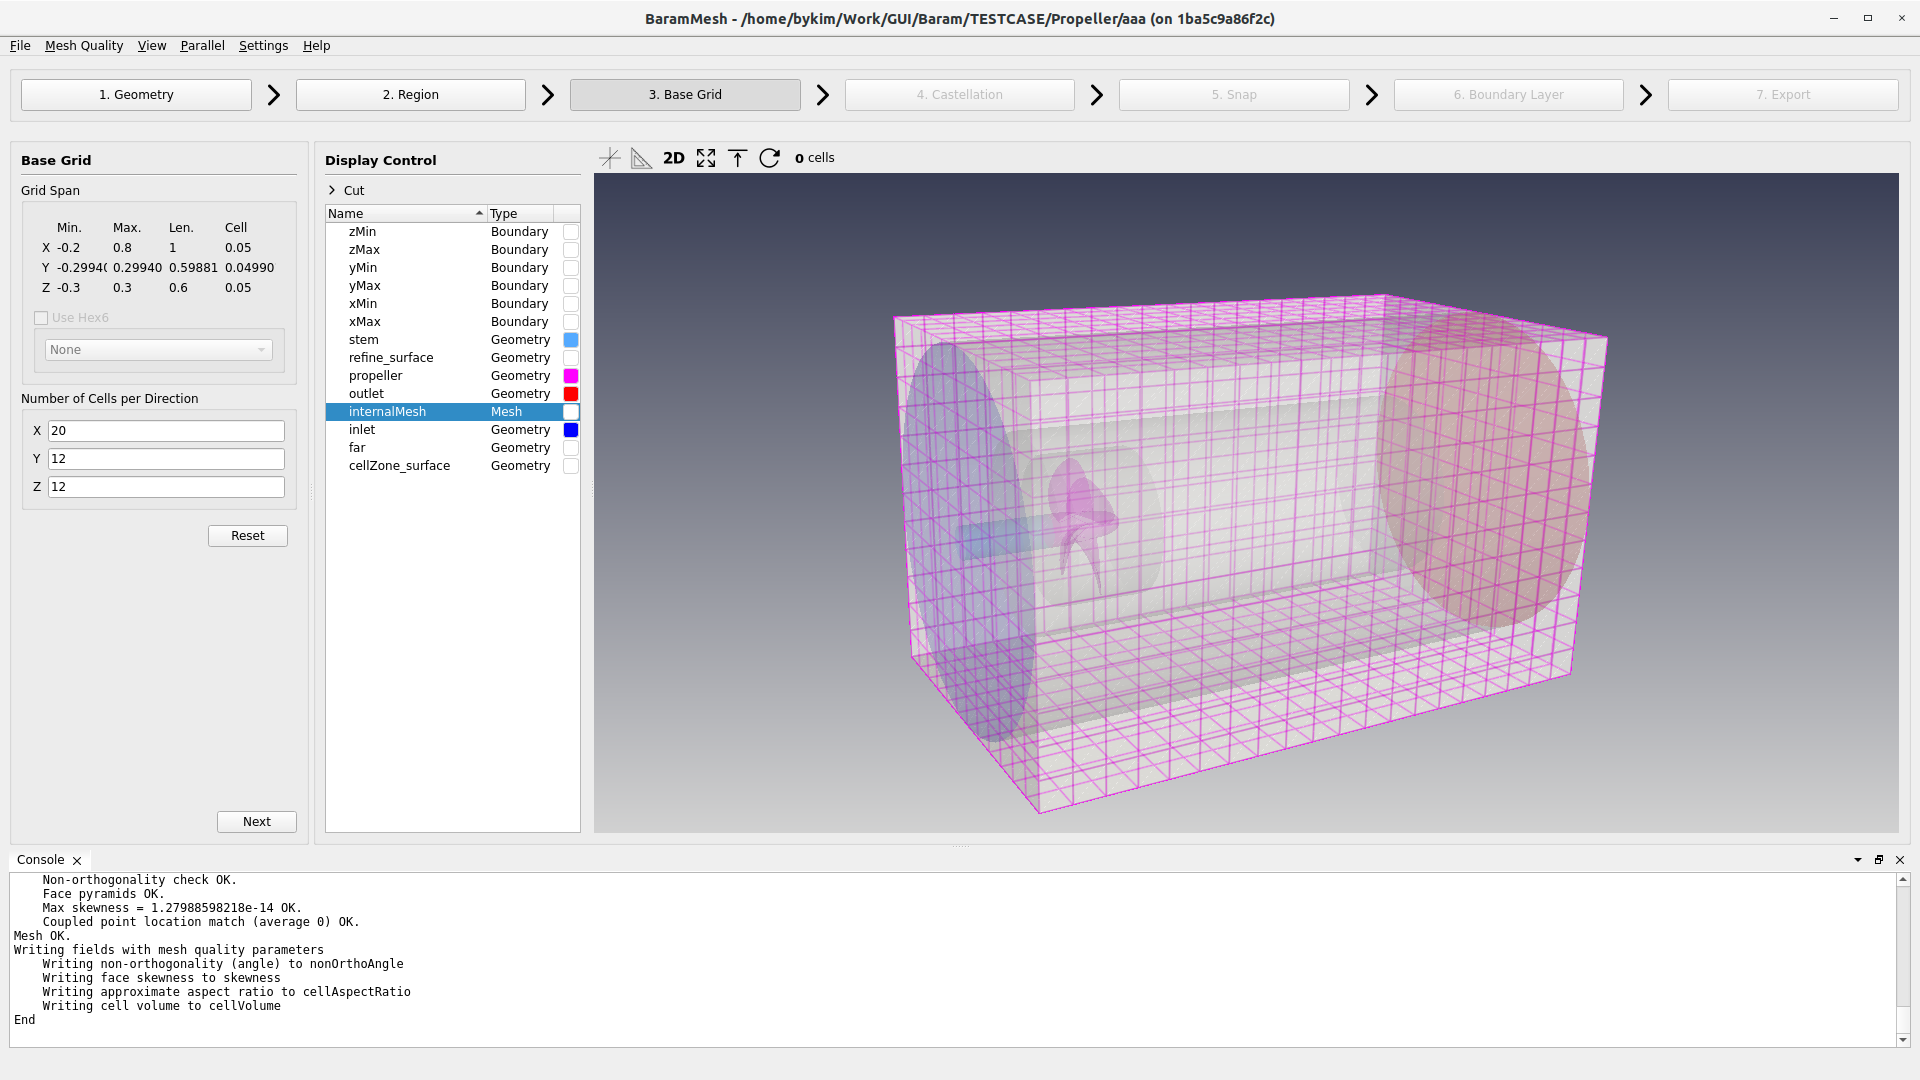 BaramMesh - /home/bykim/Work/GUI/Baram/TESTCASE/Propeller/aaa (on 1ba5c9a86f2c)
File Mesh Quality View Parallel Settings Help
1. Geometry 2. Region 3. Base Grid 4. Castellation 5. Snap 6. Boundary Layer 7. Export
Base Grid
Grid Span
Min. Max. Len. Cell
X -0.2 0.8 1 0.05
Y -0.2994( 0.29940 0.59881 0.04990
Z -0.3 0.3 0.6 0.05
Use Hex6
None
Number of Cells per Direction
X 20
Y 12
Z 12
Reset
Next
Display Control
Cut
Name Type
zMin Boundary
zMax Boundary
yMin Boundary
yMax Boundary
xMin Boundary
xMax Boundary
stem Geometry
refine_surface Geometry
propeller Geometry
outlet Geometry
internalMesh Mesh
inlet Geometry
far Geometry
cellZone_surface Geometry
2D 0 cells
Console
Non-orthogonality check OK.
Face pyramids OK.
Max skewness = 1.27988598218e-14 OK.
Coupled point location match (average 0) OK.
Mesh OK.
Writing fields with mesh quality parameters
Writing non-orthogonality (angle) to nonOrthoAngle
Writing face skewness to skewness
Writing approximate aspect ratio to cellAspectRatio
Writing cell volume to cellVolume
End